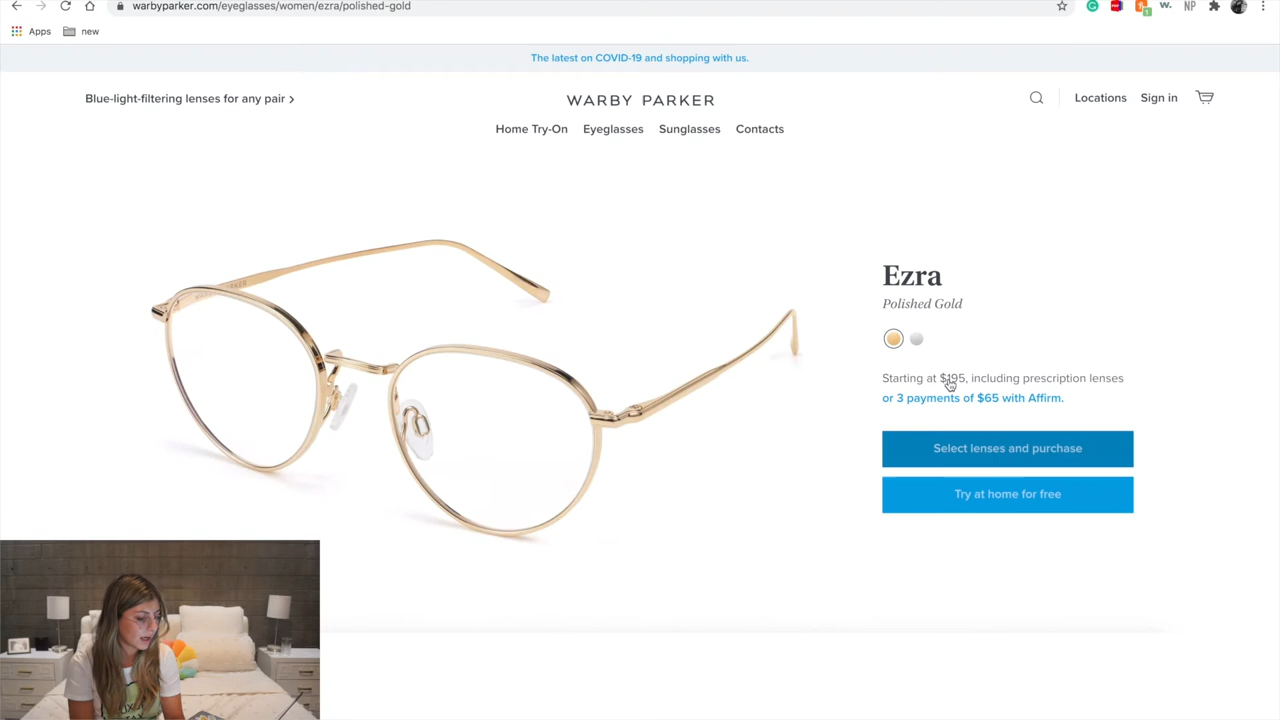 warbyparker.com/eyeglasses/women/ezra/polished-gold
Apps new
The latest on COVID-19 and shopping with us.
Blue-light-filtering lenses for any pair
WARBY PARKER
Locations Sign in
Home Try-On Eyeglasses Sunglasses Contacts
WARBY PARKER
Ezra
Polished Gold
Starting at $195, including prescription lenses
or 3 payments of $65 with Affirm.
Select lenses and purchase
Try at home for free